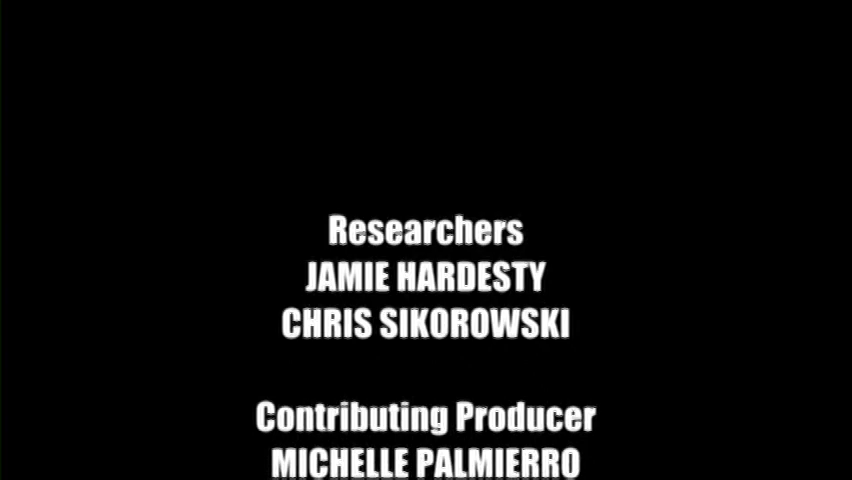 Researchers
JAMIE HARDESTY
CHRIS SIKOROWSKI
Contributing Producer
MICHELLE PALMIERRO